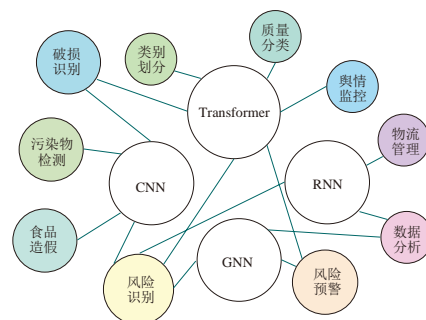 质量
分类
类别
划分
破损
识别
舆情
监控
Transformer
物流
管理
污染物
检测
CNN
RNN
食品
造假
数据
分析
GNN
风险
识别
风险
预警